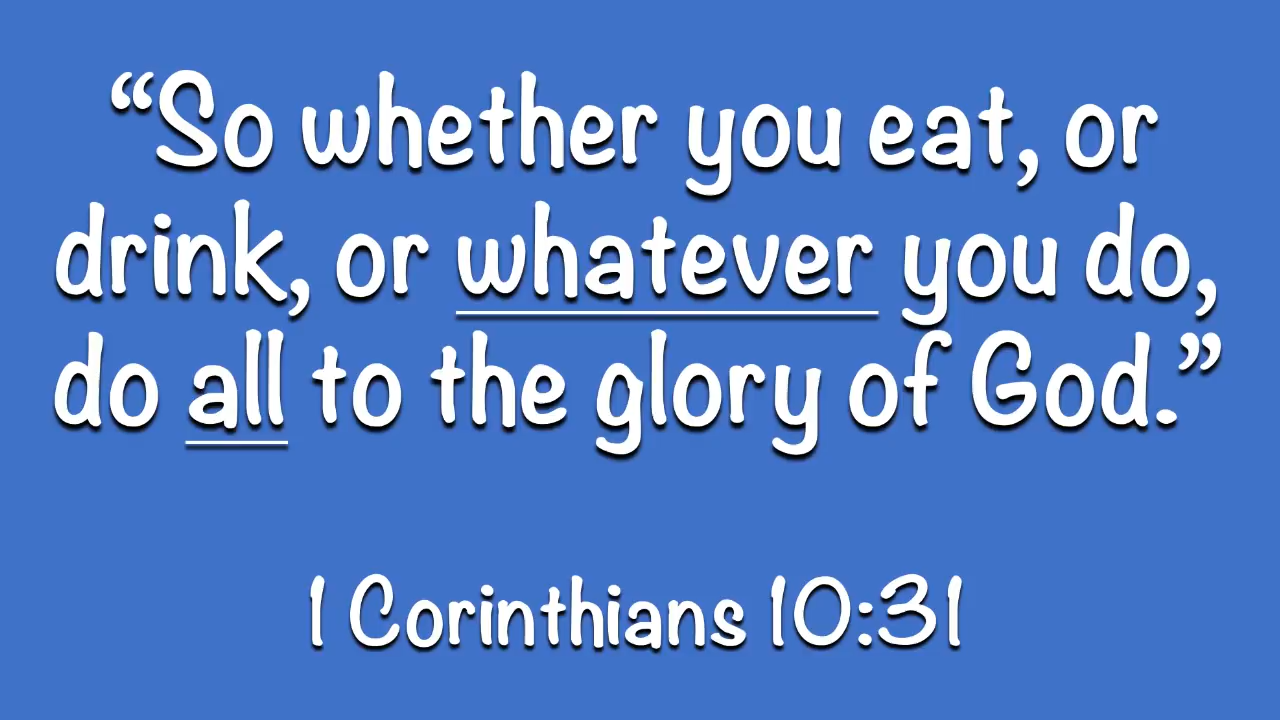 “So whether you eat, or
drink, or whatever you do,
do all to the glory of God.”
1 Corinthians 10:31